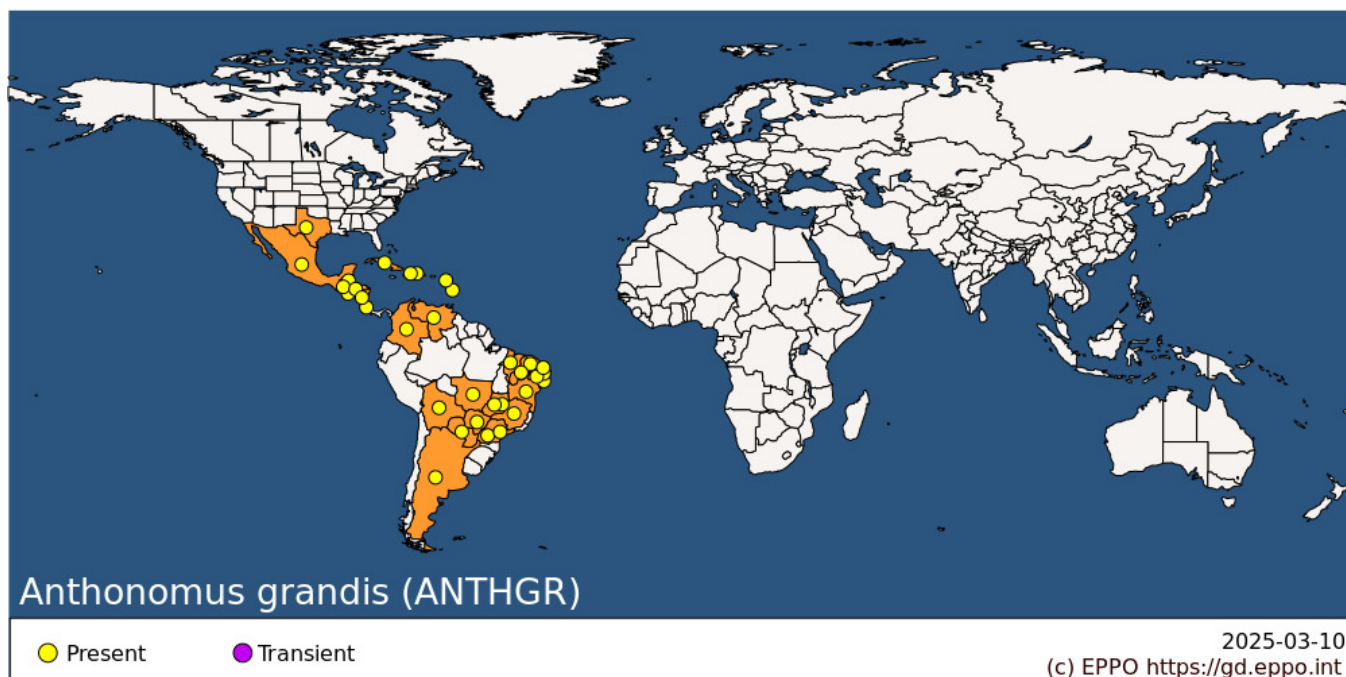 Anthonomus grandis (ANTHGR)
Present
Transient
2025-03-10
(c) EPPO https://gd.eppo.int